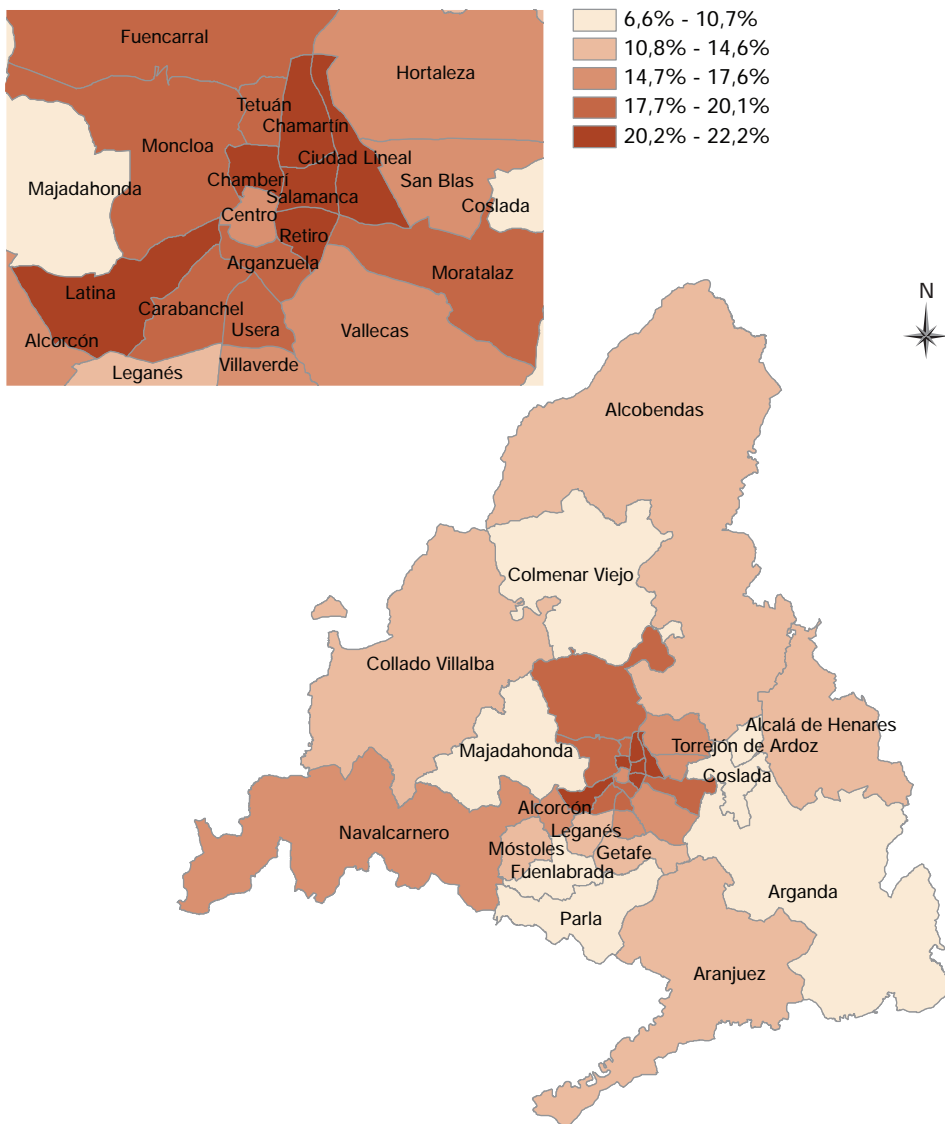 6,6% - 10,7%
10,8% - 14,6%
14,7% - 17,6%
17,7% - 20,1%
20,2% - 22,2%
Fuencarral
Hortaleza
Tetuán
Chamartín
Moncloa
Ciudad Lineal
Chamberí
San Blas
Majadahonda
Salamanca
Coslada
Centro
Retiro
Arganzuela
Moratalaz
Latina
Carabanchel
Usera
Vallecas
Alcorcón
Villaverde
Leganés
N
Alcobendas
Colmenar Viejo
Collado Villalba
Alcalá de Henares
Torrejón de Ardoz
Majadahonda
Coslada
Alcorcón
Navalcarnero
Leganés
Móstoles
Getafe
Fuenlabrada
Arganda
Parla
Aranjuez